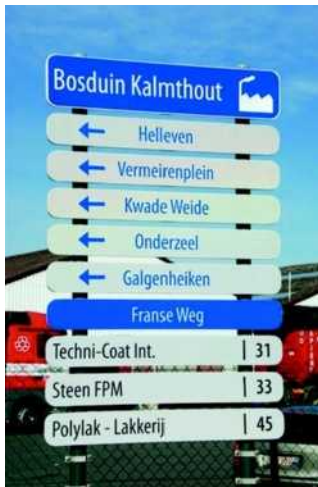 Bosduin Kalmthout
Helleven
Vermeirenplein
Kwade Weide
Onderzeel
Galgenheiken
Franse Weg
Techni-Coat Int. | 31
Steen FPM | 33
Polylak - Lakkerij | 45